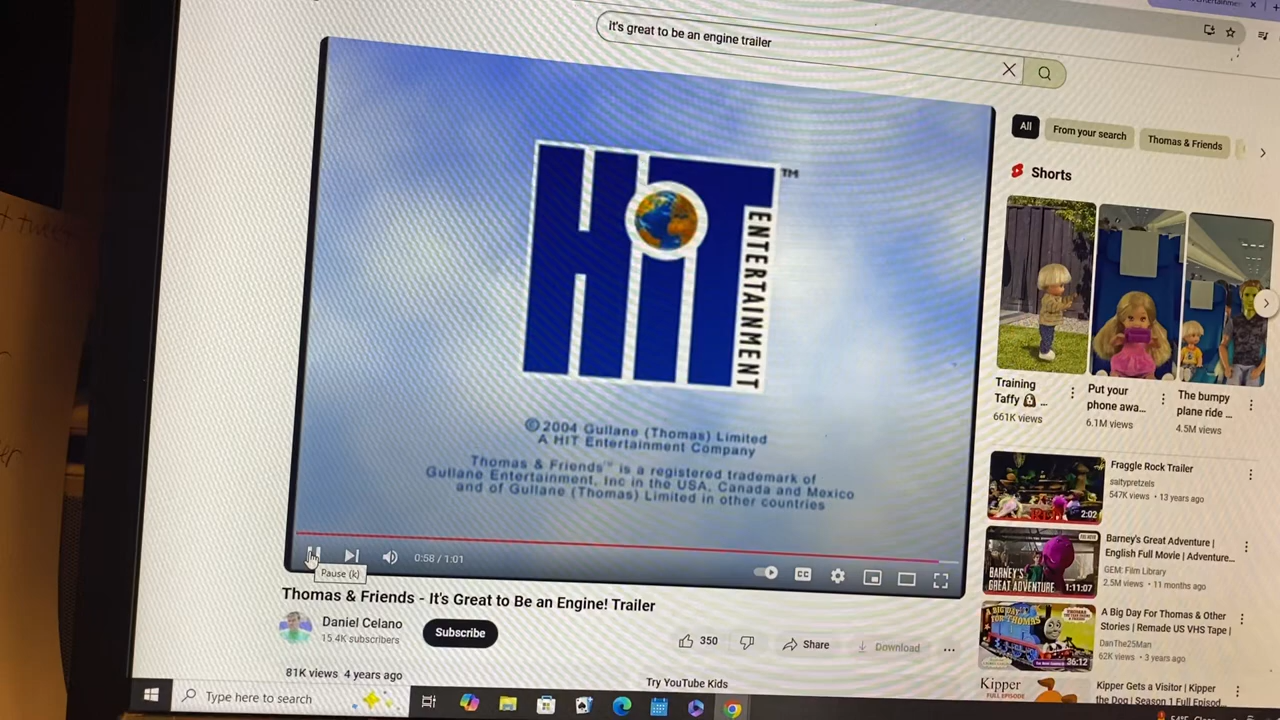 it's great to be an engine trailer
HiT
TM
ENTERTAINMENT
© 2004 Gullane (Thomas) Limited
A HIT Entertainment Company
Thomas & Friends™ is a registered trademark of
Gullane Entertainment, Inc in the USA, Canada and Mexico
and of Gullane (Thomas) Limited in other countries
0:58 / 1:01
CC
Pause (k)
Thomas & Friends - It's Great to Be an Engine! Trailer
Daniel Celano
15.4K subscribers
Subscribe
350
Share
Download
81K views 4 years ago
Try YouTube Kids
All
From your search
Thomas & Friends
Shorts
Training
Taffy ...
661K views
Put your
phone awa...
6.1M views
The bumpy
plane ride ...
4.5M views
Fraggle Rock Trailer
saltypretzels
547K views • 13 years ago
2:02
Barney's Great Adventure |
English Full Movie | Adventure...
GEM: Film Library
2.5M views • 11 months ago
BARNEY'S
GREAT ADVENTURE
1:11:07
A Big Day For Thomas & Other
Stories | Remade US VHS Tape |
DanThe25Man
62K views • 3 years ago
36:12
Kipper
FULL EPISODE
Kipper Gets a Visitor | Kipper
the Dog | Season 1 Full Episod...
Type here to search
54°F